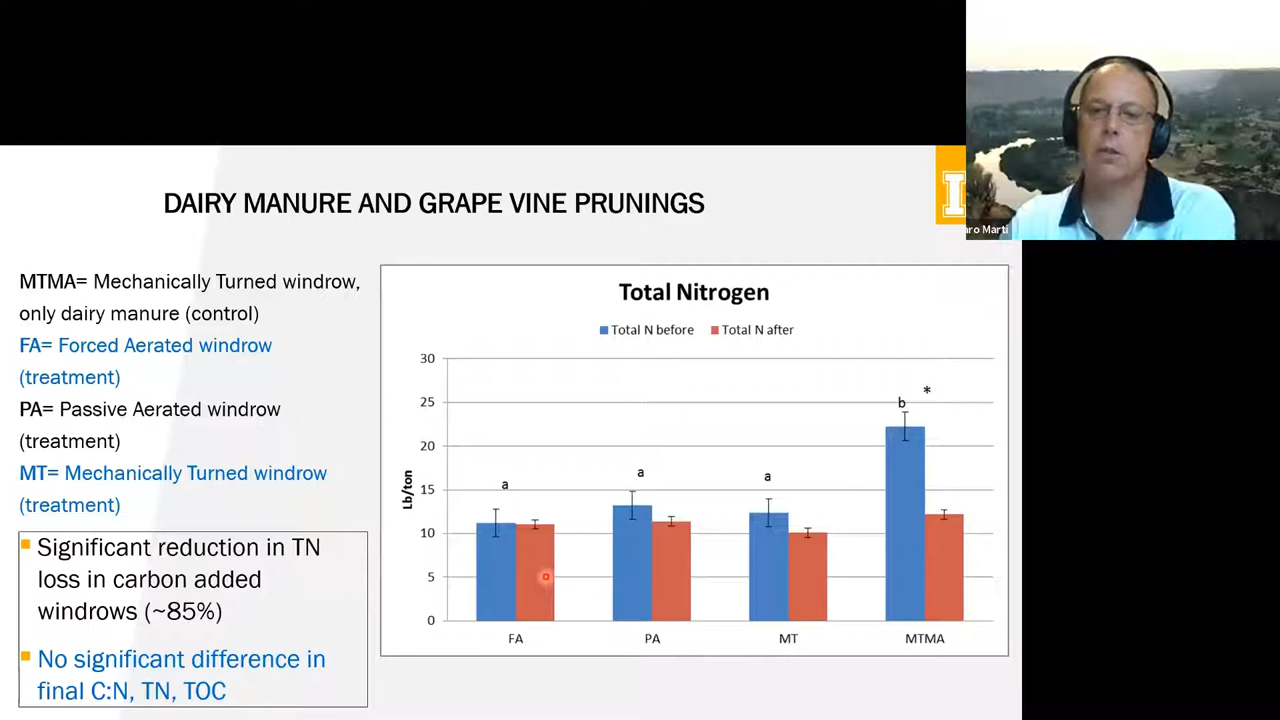 DAIRY MANURE AND GRAPE VINE PRUNINGS
I
aro Marti
MTMA= Mechanically Turned windrow,
only dairy manure (control)
FA= Forced Aerated windrow
(treatment)
PA= Passive Aerated windrow
(treatment)
MT= Mechanically Turned windrow
(treatment)
Significant reduction in TN
loss in carbon added
windrows (~85%)
No significant difference in
final C:N, TN, TOC
Total Nitrogen
Total N before Total N after
Lb/ton
30
25
20
15
10
5
0
a
a
a
b *
FA PA MT MTMA